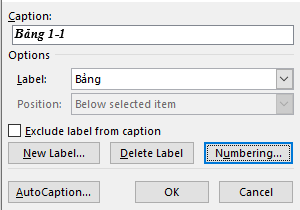 Caption:
Bảng 1-1
Options
Label: Bảng
Position: Below selected item
Exclude label from caption
New Label... Delete Label Numbering...
AutoCaption... OK Cancel